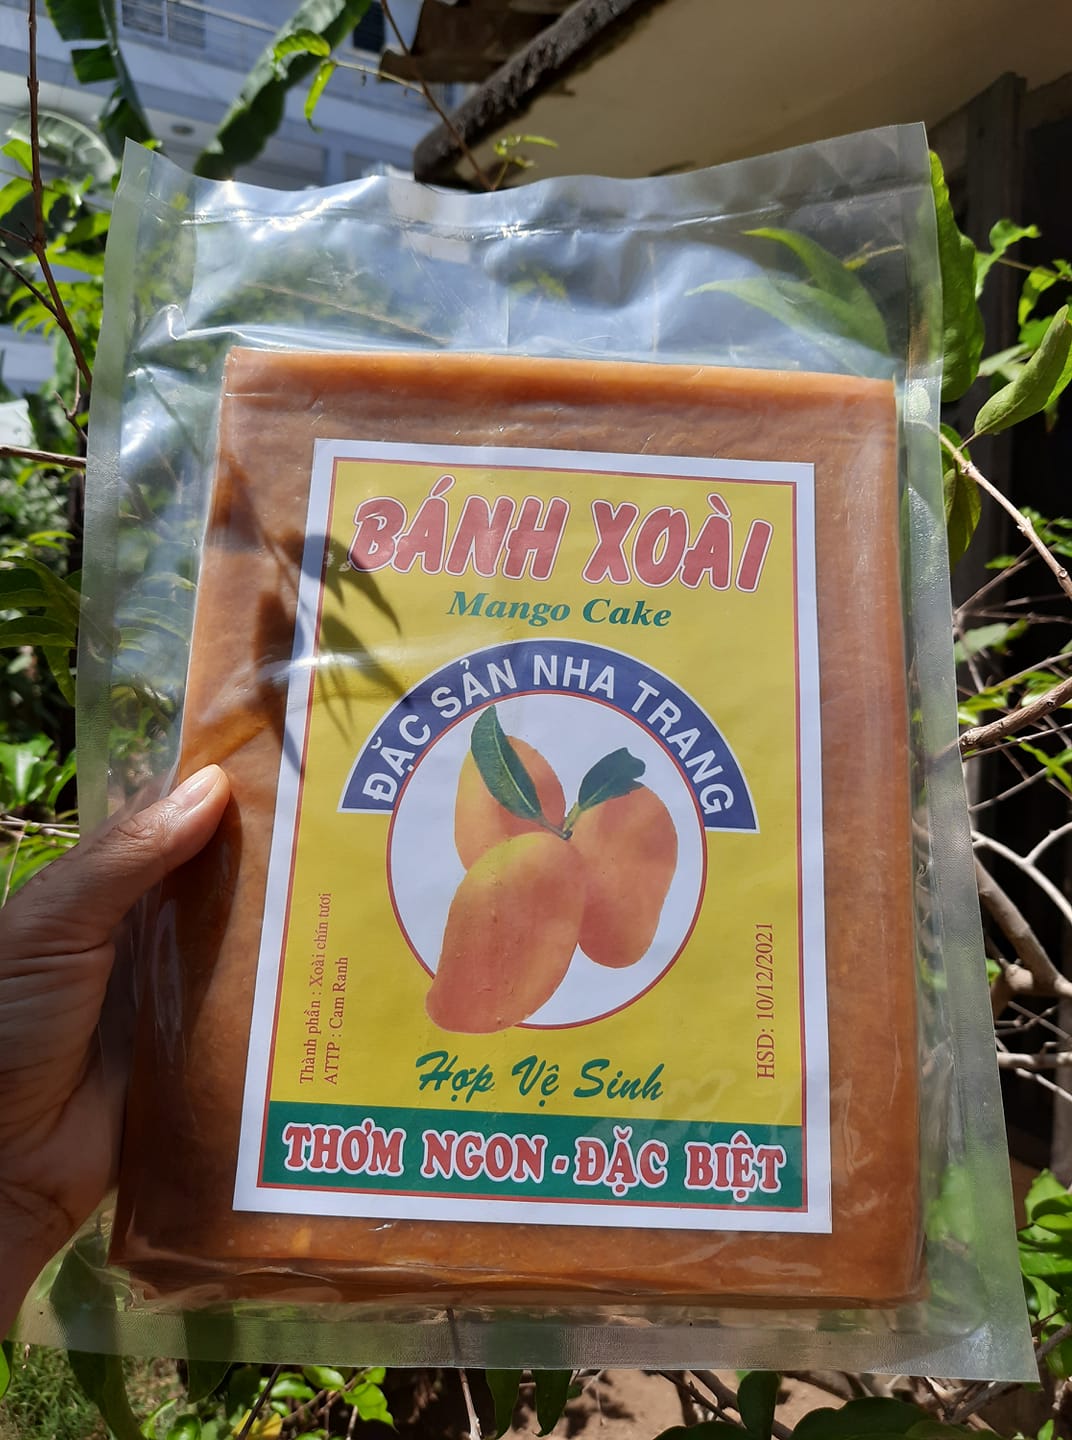 BÁNH XOÀI
Mango Cake
ĐẶC SẢN NHA TRANG
Thành phần : Xoài chín tươi
ATTP : Cam Ranh
HSD: 10/12/2021
Hợp Vệ Sinh
THƠM NGON - ĐẶC BIỆT